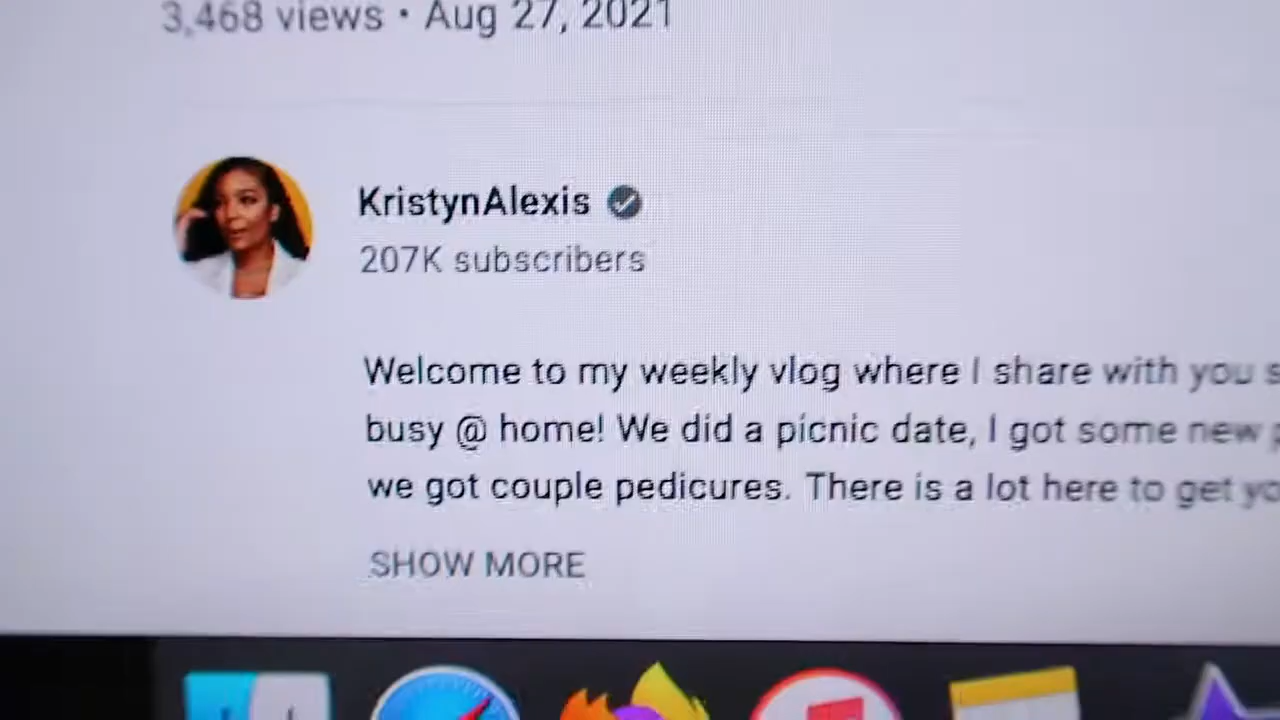 3,468 views • Aug 27, 2021
KristynAlexis
207K subscribers
Welcome to my weekly vlog where I share with you
busy @ home! We did a picnic date, I got some new
we got couple pedicures. There is a lot here to get
SHOW MORE